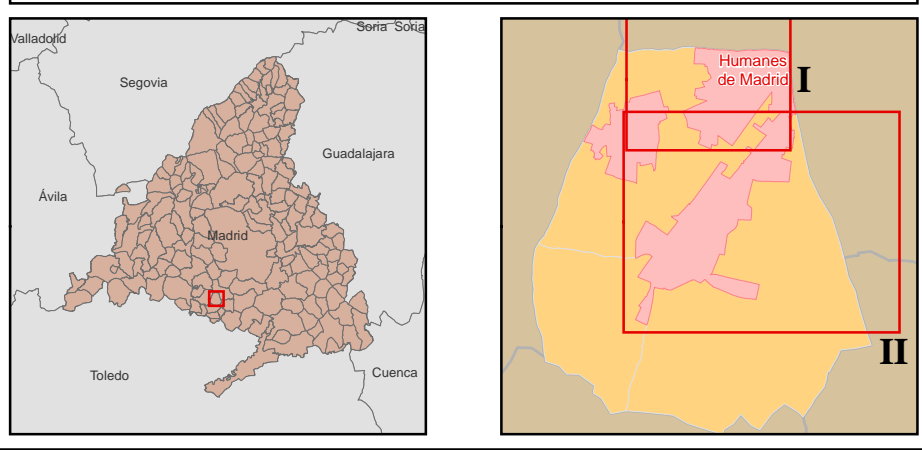 Valladolid
Soria Soria
Segovia
Guadalajara
Ávila
Madrid
Toledo
Cuenca
Humanes
de Madrid
I
II